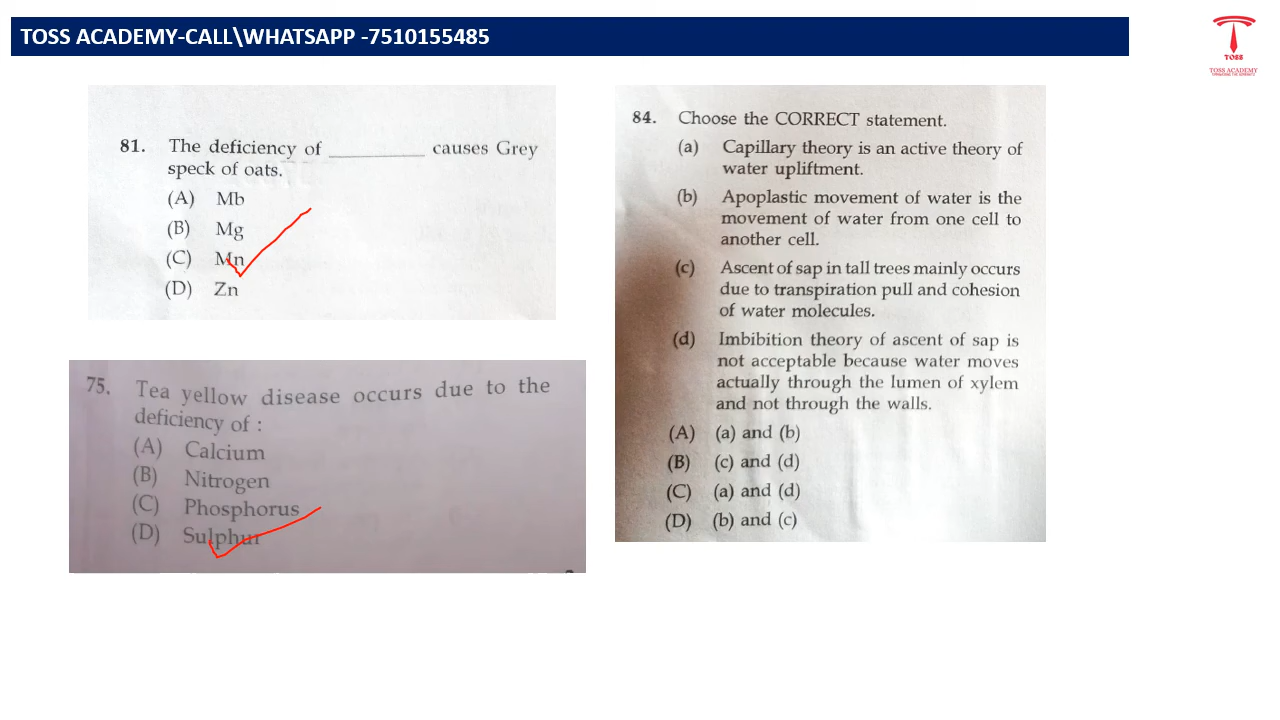 TOSS ACADEMY-CALL\WHATSAPP -7510155485
TOSS
TOSS ACADEMY
81. The deficiency of __________ causes Grey
speck of oats.
(A) Mb
(B) Mg
(C) Mn
(D) Zn
75. Tea yellow disease occurs due to the
deficiency of :
(A) Calcium
(B) Nitrogen
(C) Phosphorus
(D) Sulphur
84. Choose the CORRECT statement.
(a) Capillary theory is an active theory of
water upliftment.
(b) Apoplastic movement of water is the
movement of water from one cell to
another cell.
(c) Ascent of sap in tall trees mainly occurs
due to transpiration pull and cohesion
of water molecules.
(d) Imbibition theory of ascent of sap is
not acceptable because water moves
actually through the lumen of xylem
and not through the walls.
(A) (a) and (b)
(B) (c) and (d)
(C) (a) and (d)
(D) (b) and (c)